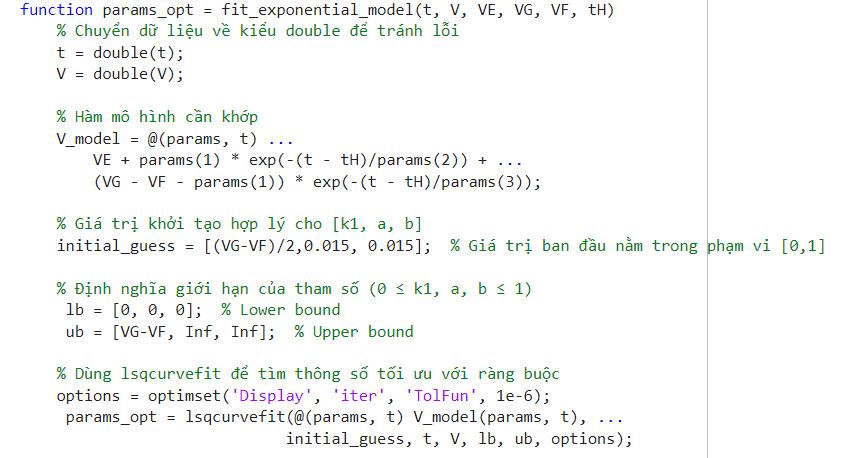 function params_opt = fit_exponential_model(t, V, VE, VG, VF, tH)
% Chuyển dữ liệu về kiểu double để tránh lỗi
t = double(t);
V = double(V);
% Hàm mô hình cần khớp
V_model = @(params, t) ...
VE + params(1) * exp(-(t - tH)/params(2)) + ...
(VG - VF - params(1)) * exp(-(t - tH)/params(3));
% Giá trị khởi tạo hợp lý cho [k1, a, b]
initial_guess = [(VG-VF)/2,0.015, 0.015];  % Giá trị ban đầu nằm trong phạm vi [0,1]
% Định nghĩa giới hạn của tham số (0 ≤ k1, a, b ≤ 1)
lb = [0, 0, 0];  % Lower bound
ub = [VG-VF, Inf, Inf];  % Upper bound
% Dùng lsqcurvefit để tìm thông số tối ưu với ràng buộc
options = optimset('Display', 'iter', 'TolFun', 1e-6);
params_opt = lsqcurvefit(@(params, t) V_model(params, t), ...
initial_guess, t, V, lb, ub, options);